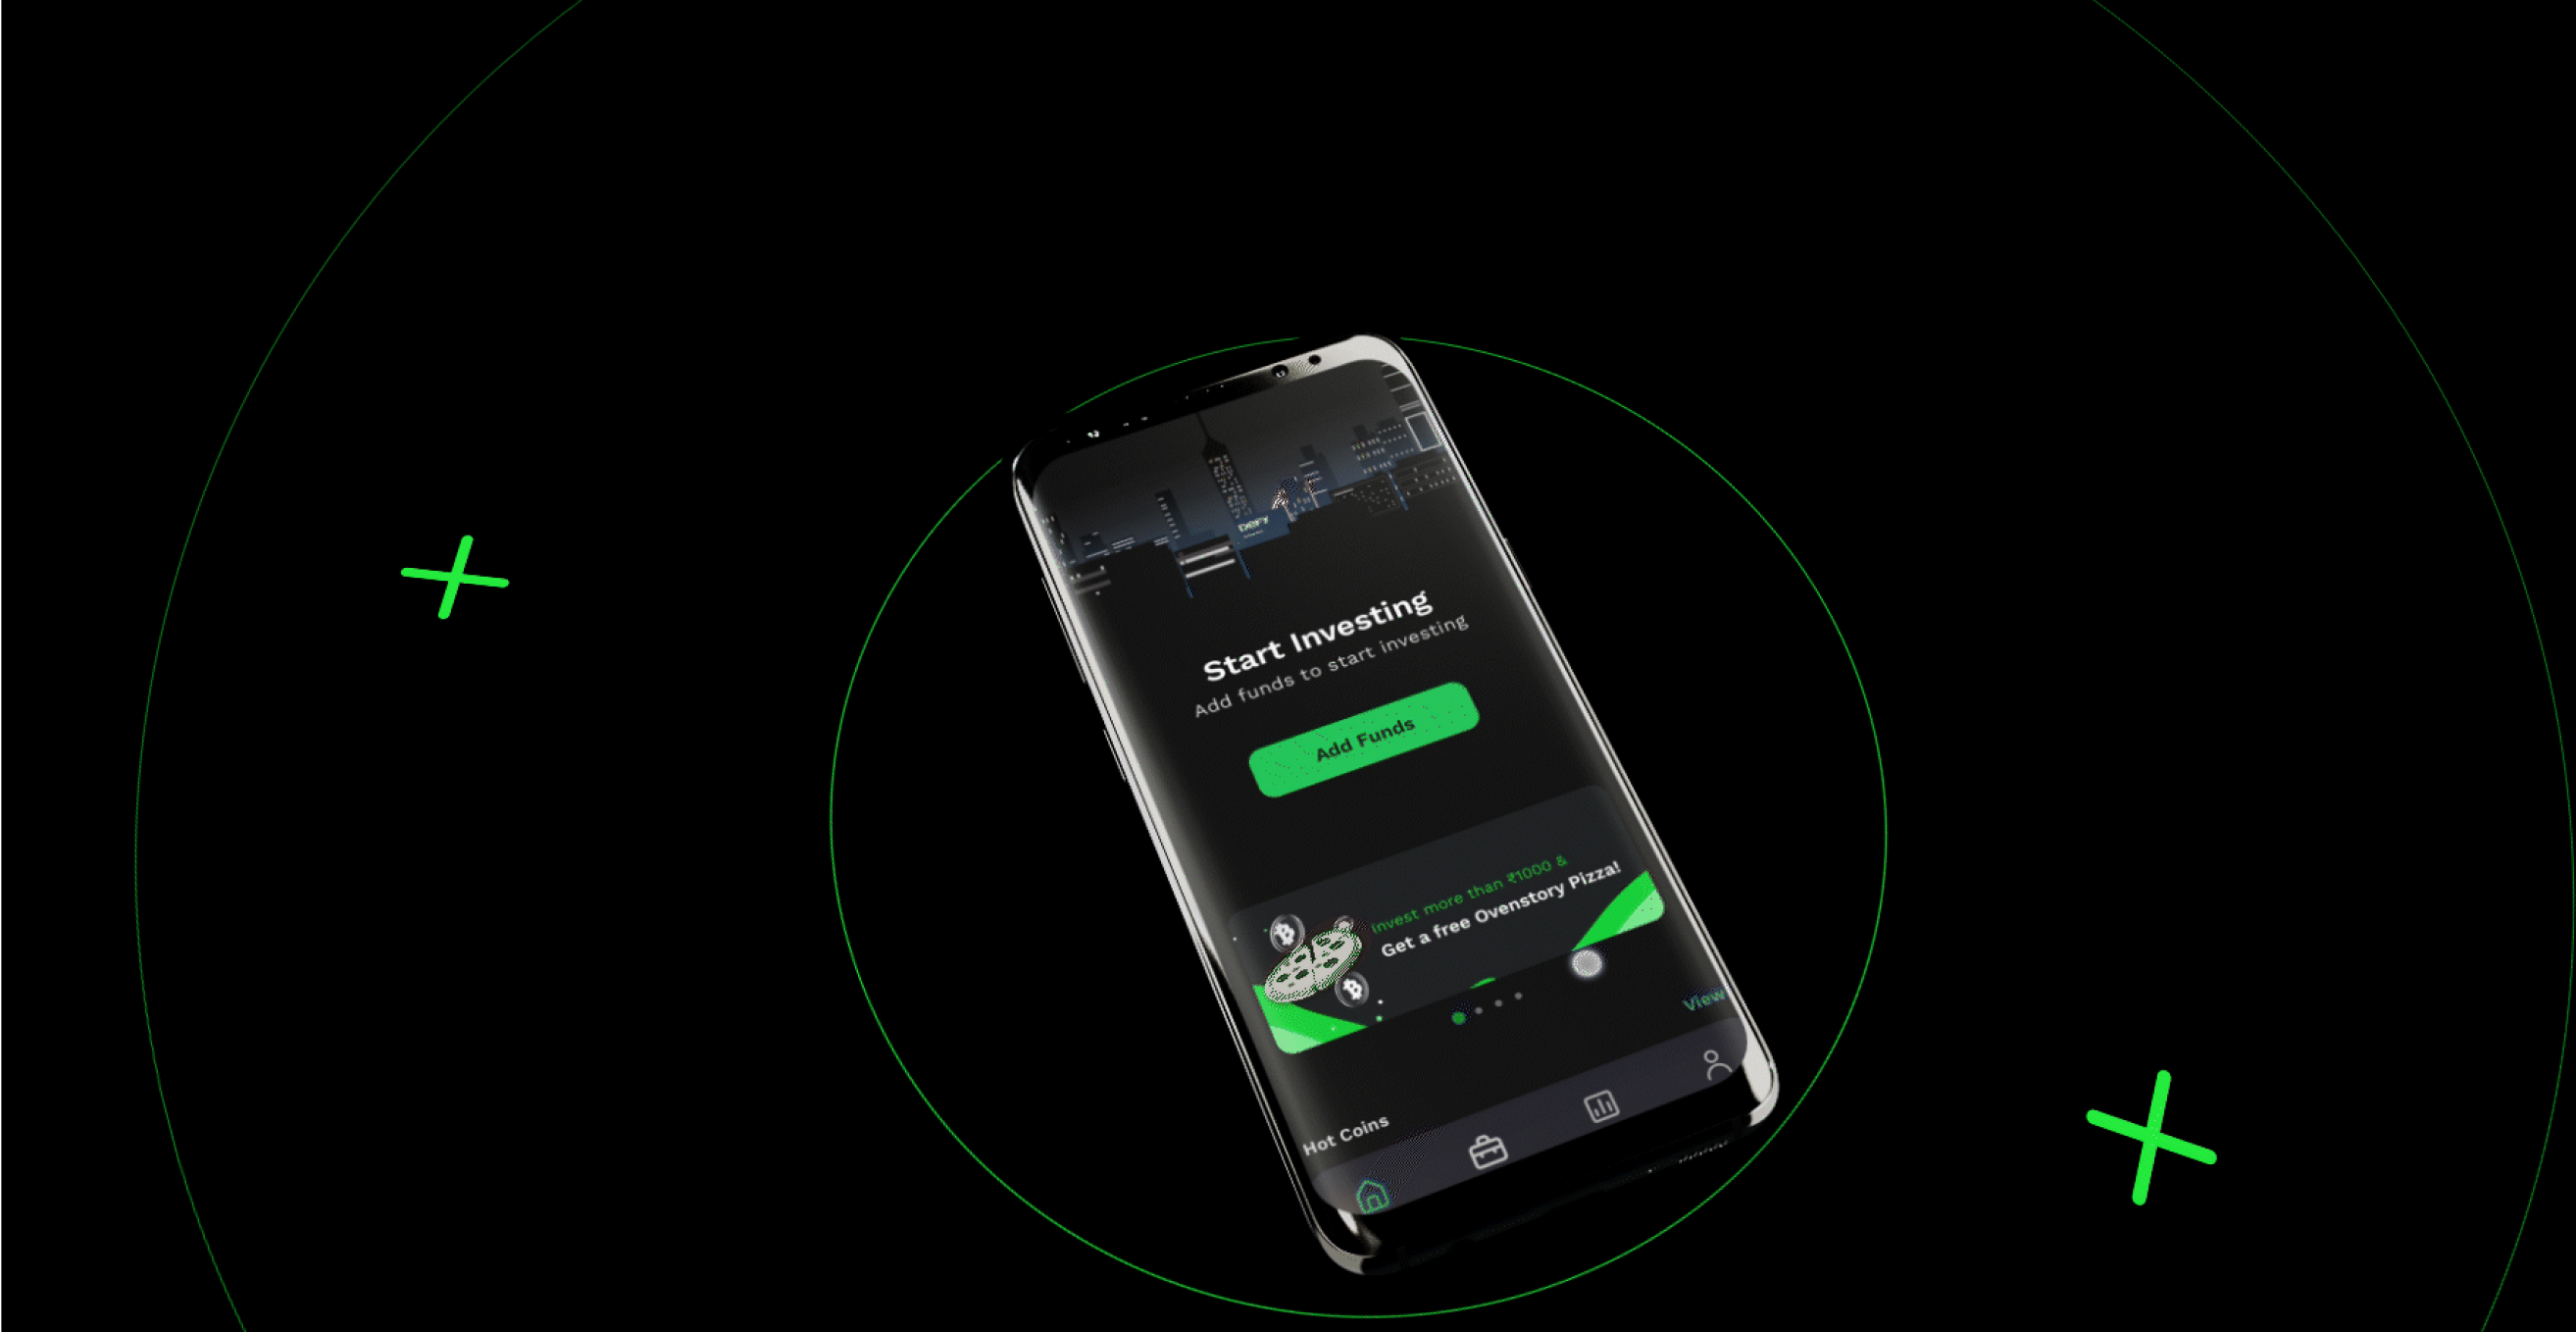 DeFy
Start Investing
Add funds to start investing
Add Funds
Invest more than ₹1000 &
Get a free Ovenstory Pizza!
View
Hot Coins